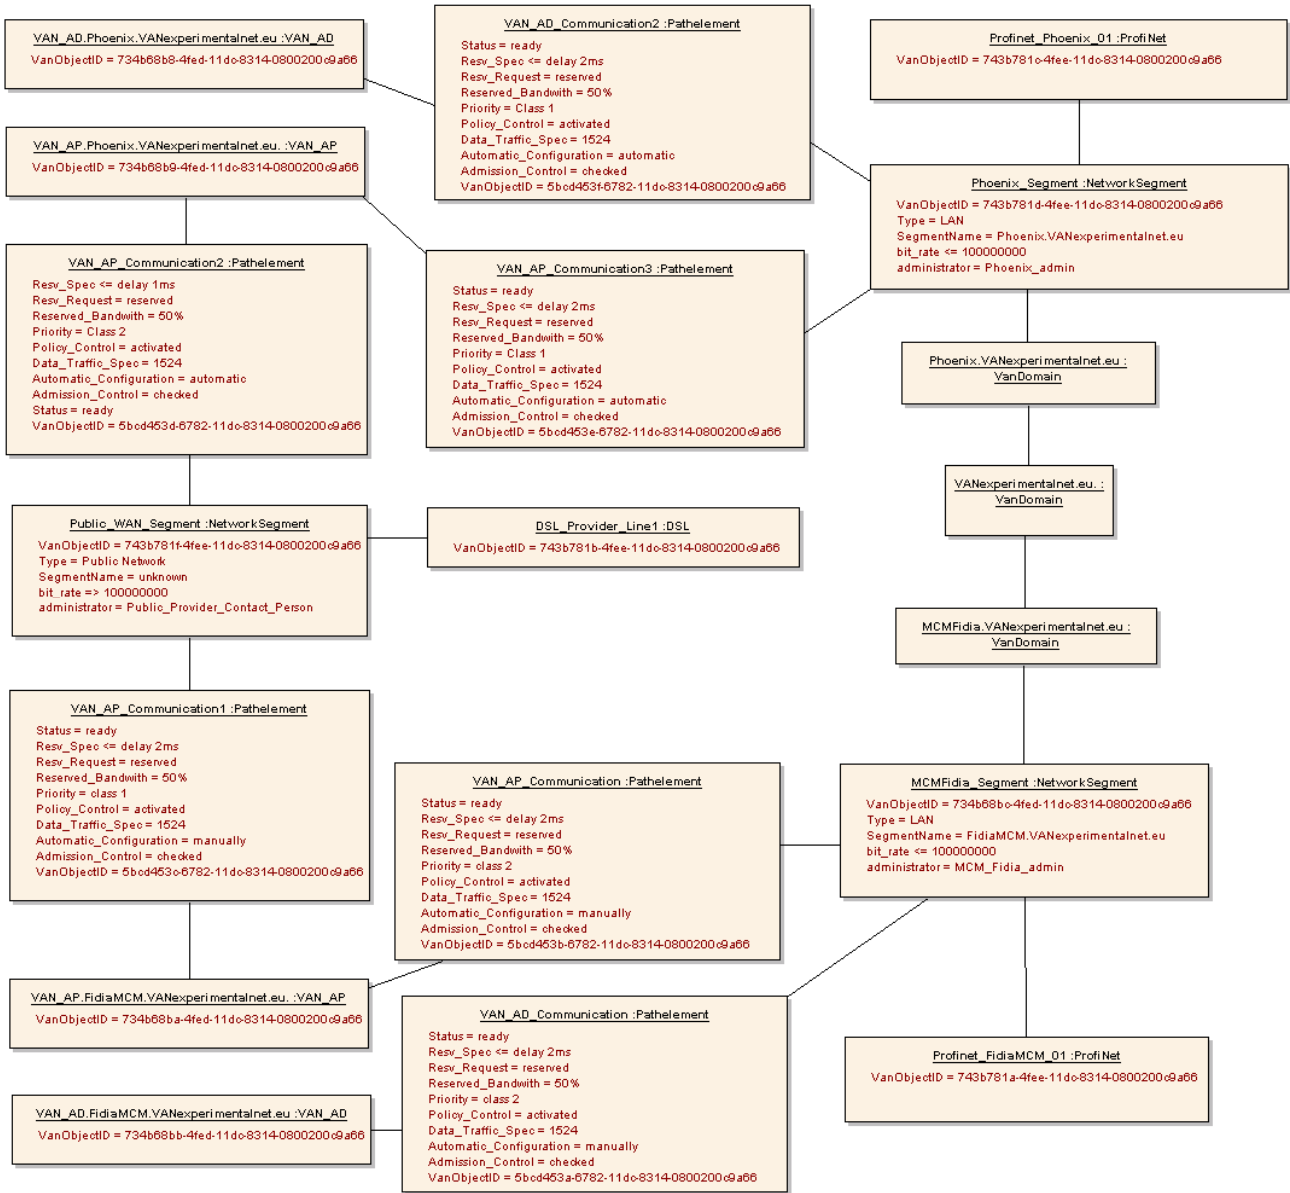 VAN_AD.Phoenix.VANexperimentalnet.eu :VAN_AD
VanObjectID = 734b68b8-4fed-11dc-8314-0800200c9a66
VAN_AD_Communication2 :Pathelement
Status = ready
Resv_Spec <= delay 2ms
Resv_Request = reserved
Reserved_Bandwith = 50%
Priority = Class 1
Policy_Control = activated
Data_Traffic_Spec = 1524
Automatic_Configuration = automatic
Admission_Control = checked
VanObjectID = 5bcd453f-6782-11dc-8314-0800200c9a66
Profinet_Phoenix_01 :ProfiNet
VanObjectID = 743b781c-4fee-11dc-8314-0800200c9a66
VAN_AP.Phoenix.VANexperimentalnet.eu. :VAN_AP
VanObjectID = 734b68b9-4fed-11dc-8314-0800200c9a66
Phoenix_Segment :NetworkSegment
VanObjectID = 743b781d-4fee-11dc-8314-0800200c9a66
Type = LAN
SegmentName = Phoenix.VANexperimentalnet.eu
bit_rate <= 100000000
administrator = Phoenix_admin
VAN_AP_Communication2 :Pathelement
Resv_Spec <= delay 1ms
Resv_Request = reserved
Reserved_Bandwith = 50%
Priority = Class 2
Policy_Control = activated
Data_Traffic_Spec = 1524
Automatic_Configuration = automatic
Admission_Control = checked
Status = ready
VanObjectID = 5bcd453d-6782-11dc-8314-0800200c9a66
VAN_AP_Communication3 :Pathelement
Status = ready
Resv_Spec <= delay 2ms
Resv_Request = reserved
Reserved_Bandwith = 50%
Priority = Class 1
Policy_Control = activated
Data_Traffic_Spec = 1524
Automatic_Configuration = automatic
Admission_Control = checked
VanObjectID = 5bcd453e-6782-11dc-8314-0800200c9a66
Phoenix.VANexperimentalnet.eu :
VanDomain
VANexperimentalnet.eu. :
VanDomain
Public_WAN_Segment :NetworkSegment
VanObjectID = 743b781f-4fee-11dc-8314-0800200c9a66
Type = Public Network
SegmentName = unknown
bit_rate => 100000000
administrator = Public_Provider_Contact_Person
DSL_Provider_Line1 :DSL
VanObjectID = 743b781b-4fee-11dc-8314-0800200c9a66
MCMFidia.VANexperimentalnet.eu :
VanDomain
VAN_AP_Communication1 :Pathelement
Status = ready
Resv_Spec <= delay 2ms
Resv_Request = reserved
Reserved_Bandwith = 50%
Priority = class 1
Policy_Control = activated
Data_Traffic_Spec = 1524
Automatic_Configuration = manually
Admission_Control = checked
VanObjectID = 5bcd453c-6782-11dc-8314-0800200c9a66
VAN_AP_Communication :Pathelement
Status = ready
Resv_Spec <= delay 2ms
Resv_Request = reserved
Reserved_Bandwith = 50%
Priority = class 2
Policy_Control = activated
Data_Traffic_Spec = 1524
Automatic_Configuration = manually
Admission_Control = checked
VanObjectID = 5bcd453b-6782-11dc-8314-0800200c9a66
MCMFidia_Segment :NetworkSegment
VanObjectID = 734b68bc-4fed-11dc-8314-0800200c9a66
Type = LAN
SegmentName = FidiaMCM.VANexperimentalnet.eu
bit_rate <= 100000000
administrator = MCM_Fidia_admin
VAN_AP.FidiaMCM.VANexperimentalnet.eu. :VAN_AP
VanObjectID = 734b68ba-4fed-11dc-8314-0800200c9a66
VAN_AD_Communication :Pathelement
Status = ready
Resv_Spec <= delay 2ms
Resv_Request = reserved
Reserved_Bandwith = 50%
Priority = class 2
Policy_Control = activated
Data_Traffic_Spec = 1524
Automatic_Configuration = manually
Admission_Control = checked
VanObjectID = 5bcd453a-6782-11dc-8314-0800200c9a66
Profinet_FidiaMCM_01 :ProfiNet
VanObjectID = 743b781a-4fee-11dc-8314-0800200c9a66
VAN_AD.FidiaMCM.VANexperimentalnet.eu :VAN_AD
VanObjectID = 734b68bb-4fed-11dc-8314-0800200c9a66